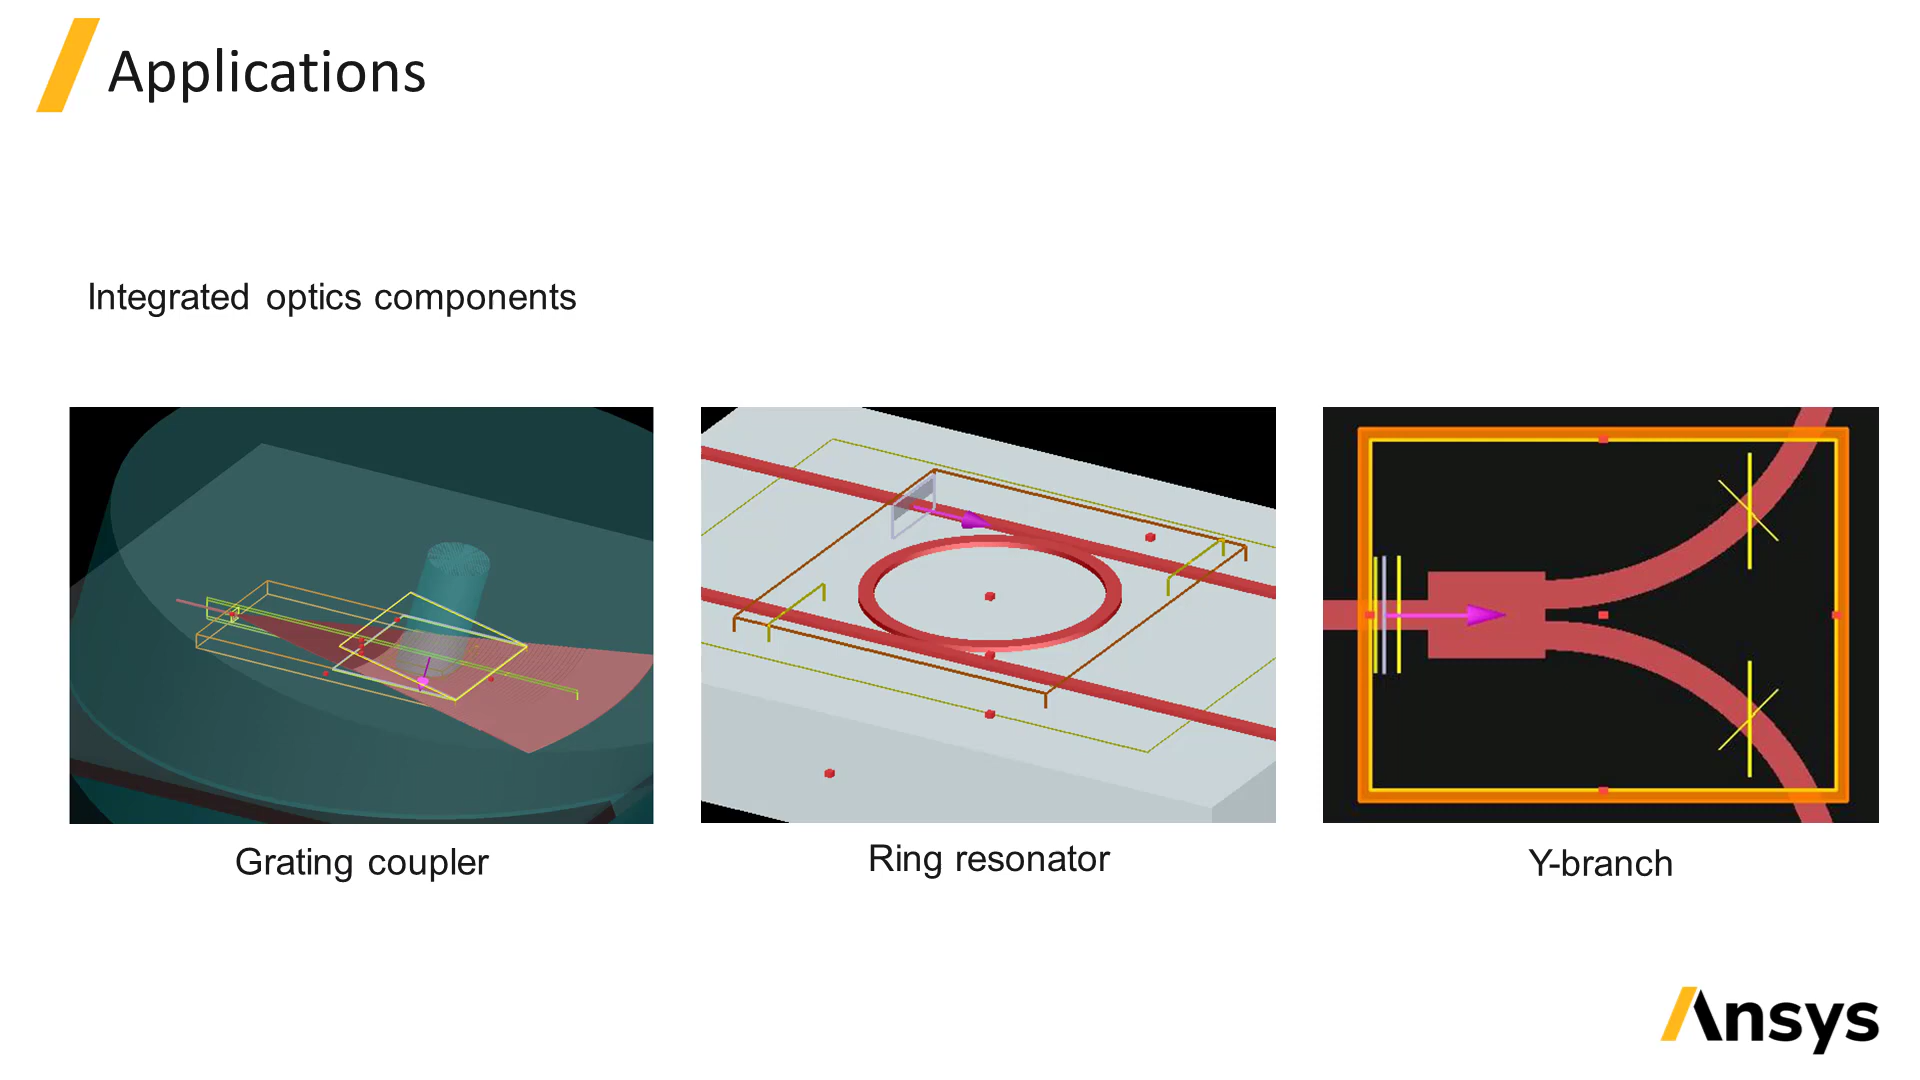 Applications
Integrated optics components
Grating coupler
Ring resonator
Y-branch
Ansys